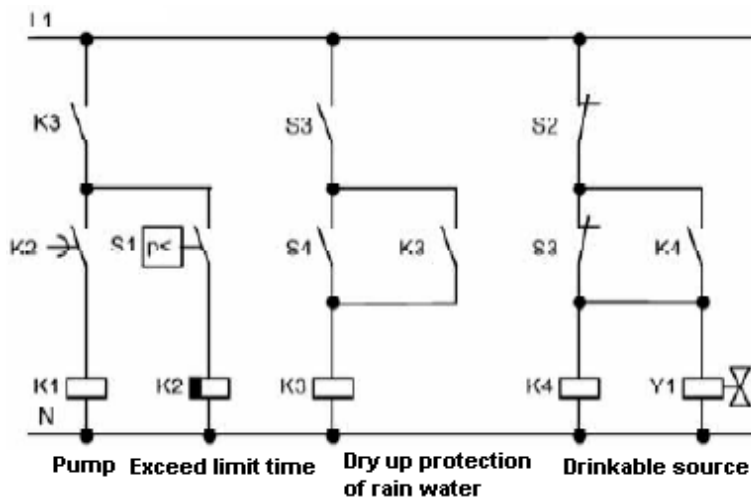 L1
K3
S3
S2
K2
S1
p<
S4
K3
S3
K4
K1
K2
K3
K4
Y1
N
Pump
Exceed limit time
Dry up protection
of rain water
Drinkable source